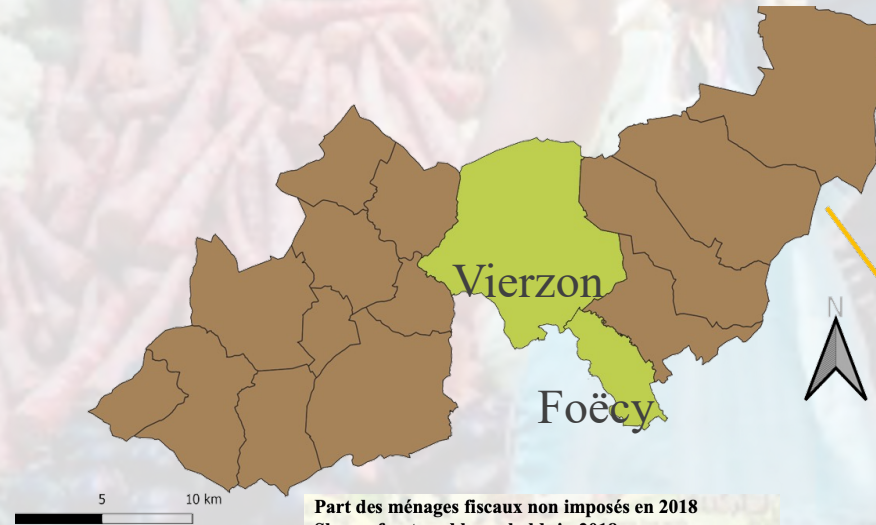 Vierzon
N
Foëcy
5 10 km
Part des ménages fiscaux non imposés en 2018